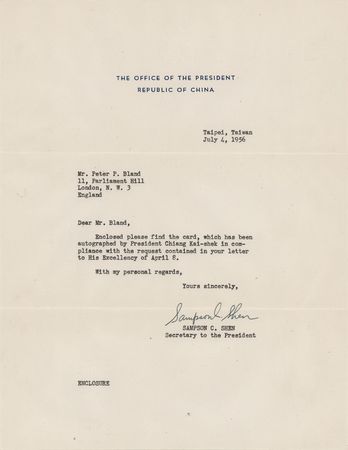 THE OFFICE OF THE PRESIDENT
REPUBLIC OF CHINA
Taipei, Taiwan
July 4, 1956
Mr. Peter P. Bland
11, Parliament Hill
London, N. W. 3
England
Dear Mr. Bland,
Enclosed please find the card, which has been
autographed by President Chiang Kai-shek in com-
pliance with the request contained in your letter
to His Excellency of April 8.
With my personal regards,
Yours sincerely,
Sampson C. Shen
SAMPSON C. SHEN
Secretary to the President
ENCLOSURE